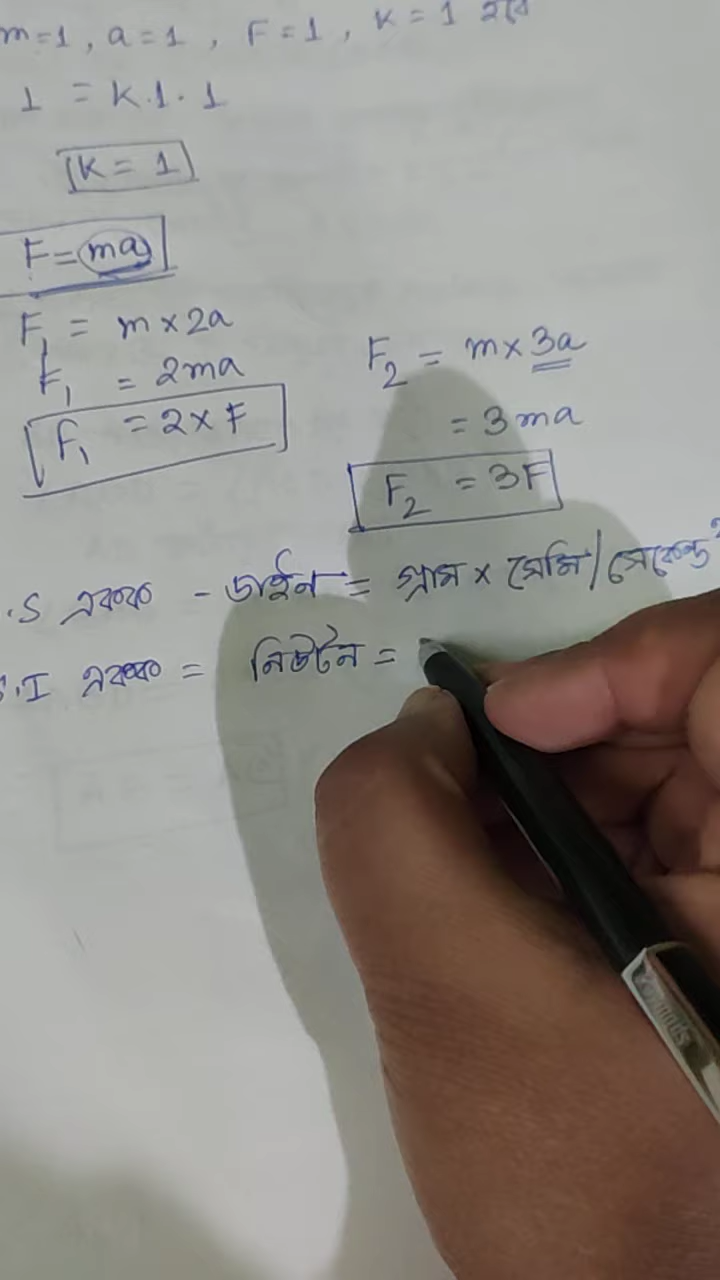 m=1, a=1, F=1, K=1 হবে
1 = K.1.1
K = 1
F = ma
F₁ = m x 2a
F₁ = 2ma
F₁ = 2 x F
F₂ = m x 3a
= 3ma
F₂ = 3F
.S একক - ডাইন = গ্রাম x সেমি/সেকেন্ড²
S.I একক = নিউটন =